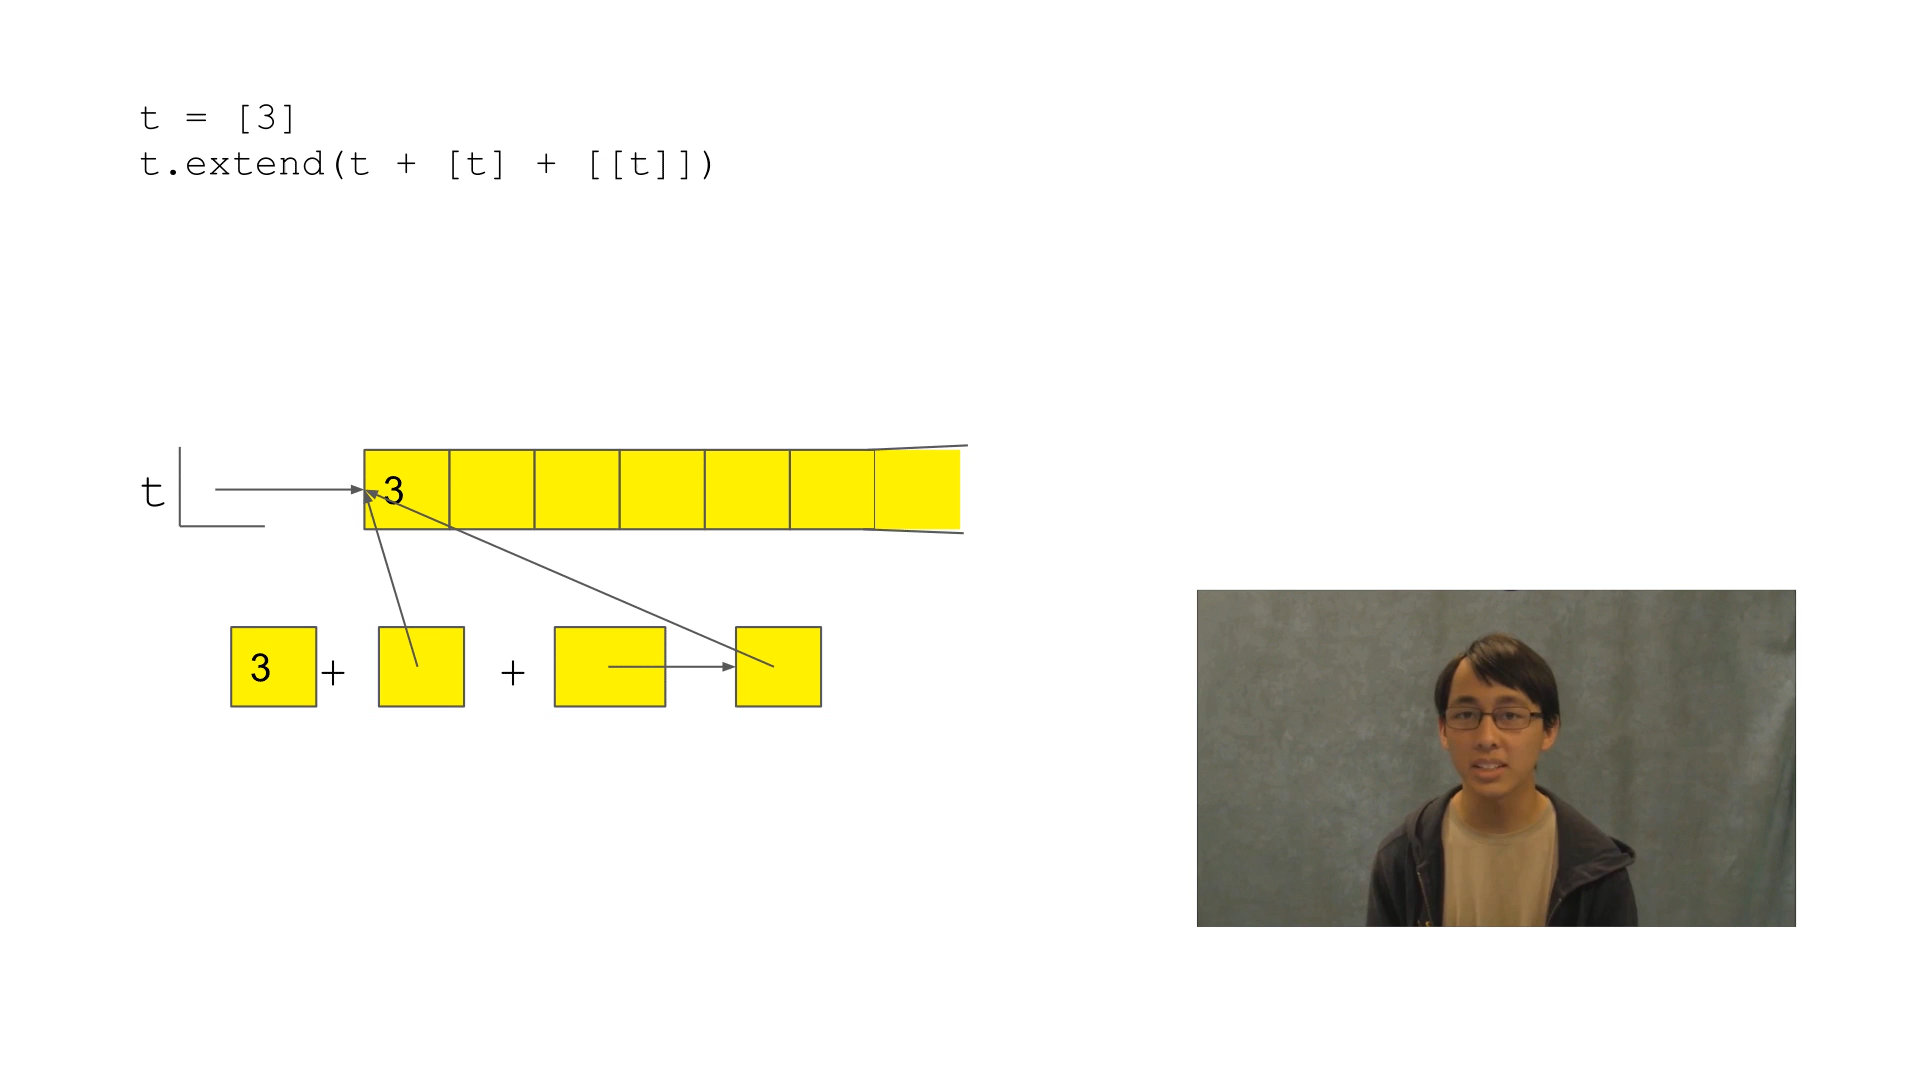 t = [3]
t.extend(t + [t] + [[t]])
t 3
3 + +